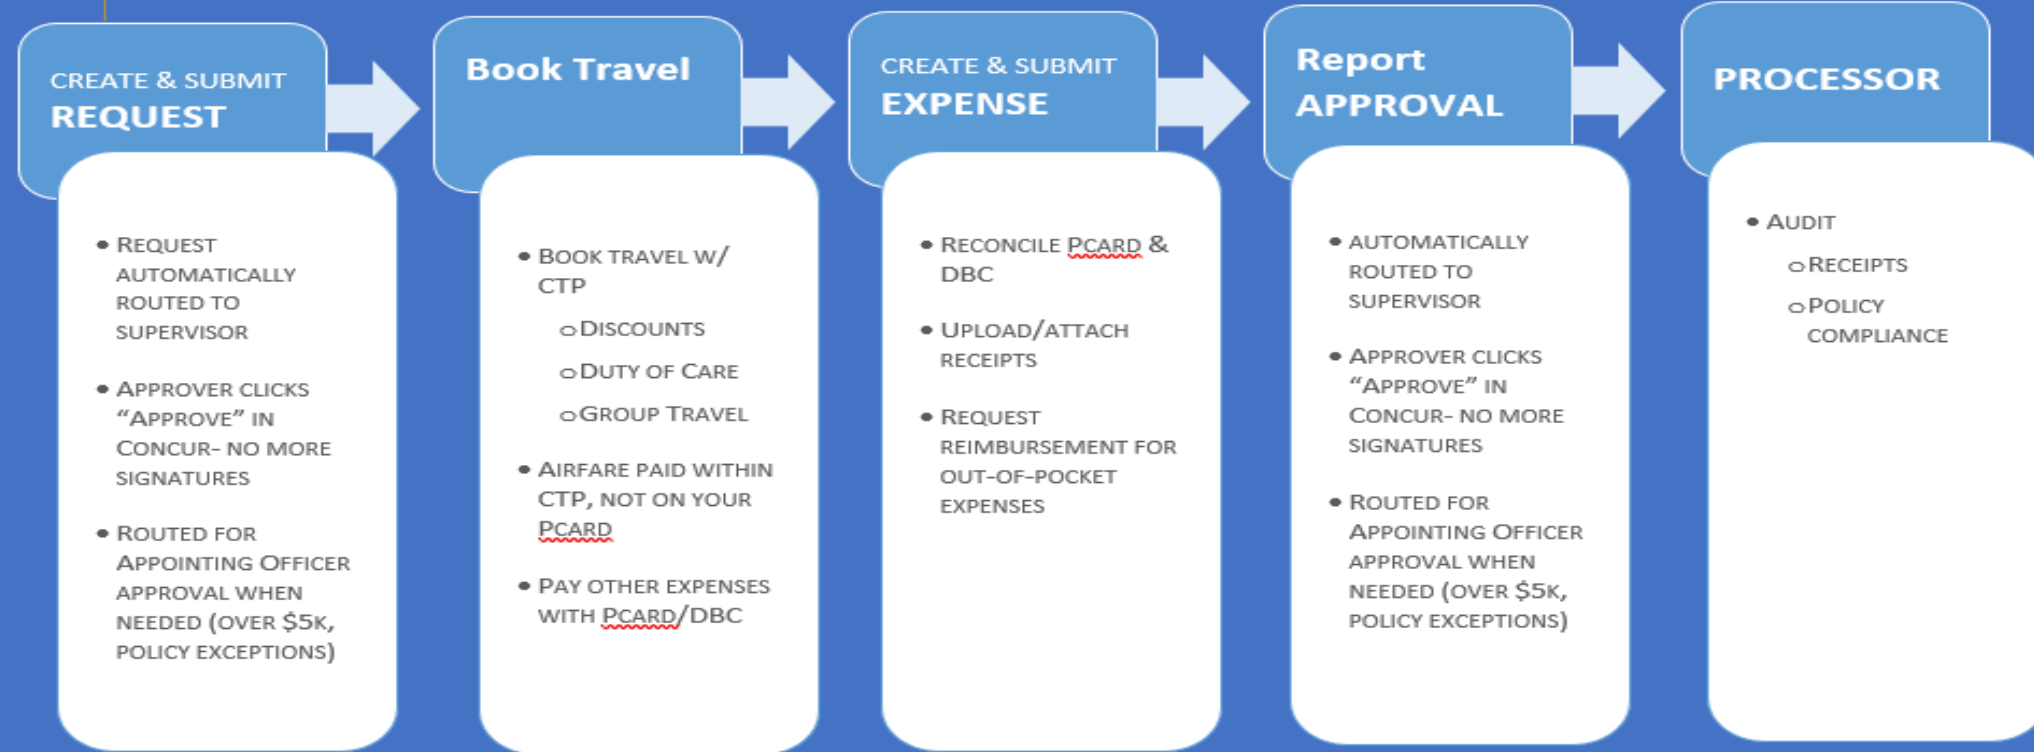 CREATE & SUBMIT
REQUEST
• REQUEST
AUTOMATICALLY
ROUTED TO
SUPERVISOR
• APPROVER CLICKS
“APPROVE” IN
CONCUR- NO MORE
SIGNATURES
• ROUTED FOR
APPOINTING OFFICER
APPROVAL WHEN
NEEDED (OVER $5K,
POLICY EXCEPTIONS)
Book Travel
• BOOK TRAVEL W/
CTP
o DISCOUNTS
o DUTY OF CARE
o GROUP TRAVEL
• AIRFARE PAID WITHIN
CTP, NOT ON YOUR
PCARD
• PAY OTHER EXPENSES
WITH PCARD/DBC
CREATE & SUBMIT
EXPENSE
• RECONCILE PCARD &
DBC
• UPLOAD/ATTACH
RECEIPTS
• REQUEST
REIMBURSEMENT FOR
OUT-OF-POCKET
EXPENSES
Report
APPROVAL
• AUTOMATICALLY
ROUTED TO
SUPERVISOR
• APPROVER CLICKS
“APPROVE” IN
CONCUR- NO MORE
SIGNATURES
• ROUTED FOR
APPOINTING OFFICER
APPROVAL WHEN
NEEDED (OVER $5K,
POLICY EXCEPTIONS)
PROCESSOR
• AUDIT
o RECEIPTS
o POLICY
COMPLIANCE